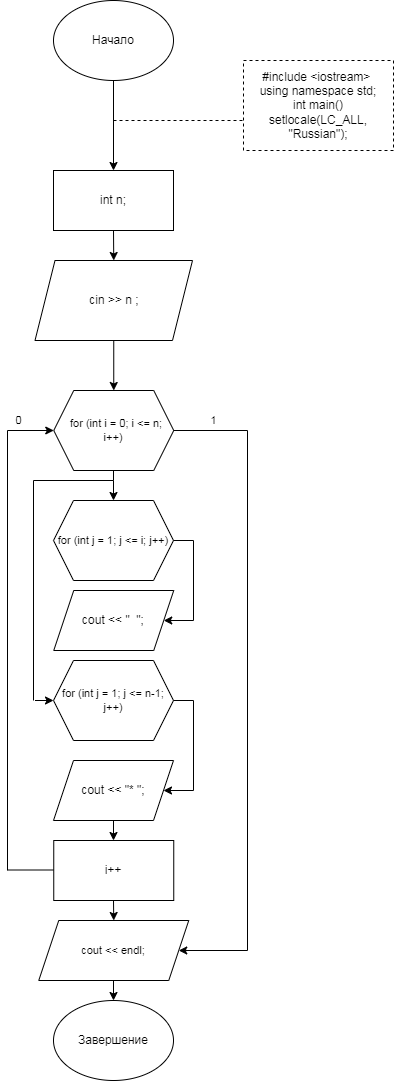 Начало
#include <iostream>
using namespace std;
int main()
setlocale(LC_ALL,
"Russian");
int n;
cin >> n ;
0
for (int i = 0; i <= n;
i++)
1
for (int j = 1; j <= i; j++)
cout << "  ";
for (int j = 1; j <= n-1;
j++)
cout << "* ";
i++
cout << endl;
Завершение